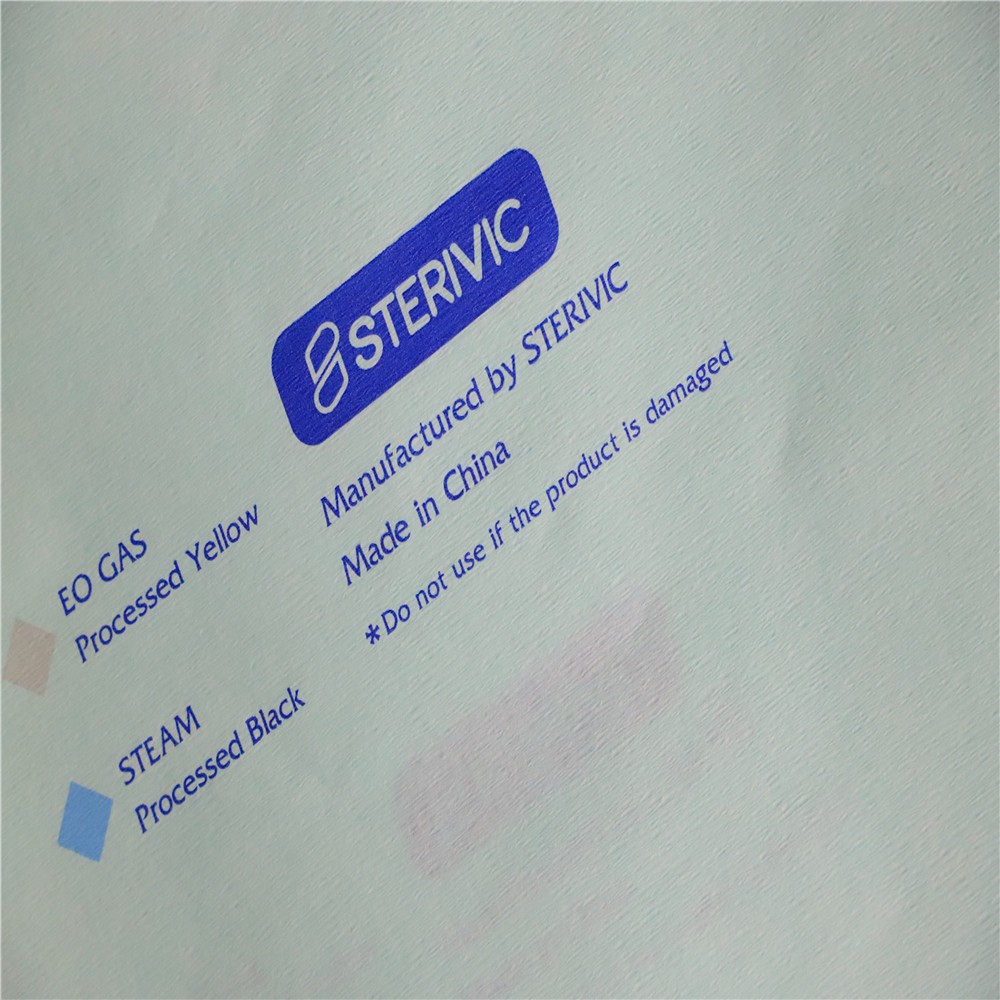 STERIVIC
Manufactured by STERIVIC
Made in China
*Do not use if the product is damaged
EO GAS
Processed Yellow
STEAM
Processed Black